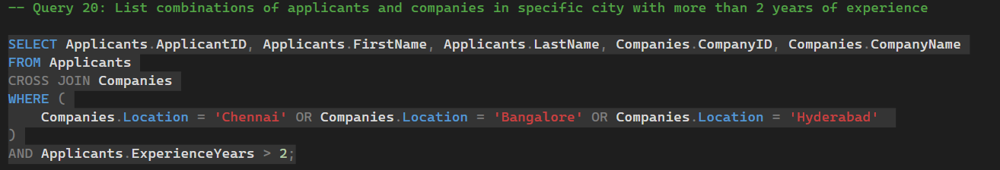 -- Query 20: List combinations of applicants and companies in specific city with more than 2 years of experience
SELECT Applicants.ApplicantID, Applicants.FirstName, Applicants.LastName, Companies.CompanyID, Companies.CompanyName
FROM Applicants
CROSS JOIN Companies
WHERE (
    Companies.Location = 'Chennai' OR Companies.Location = 'Bangalore' OR Companies.Location = 'Hyderabad'
)
AND Applicants.ExperienceYears > 2;